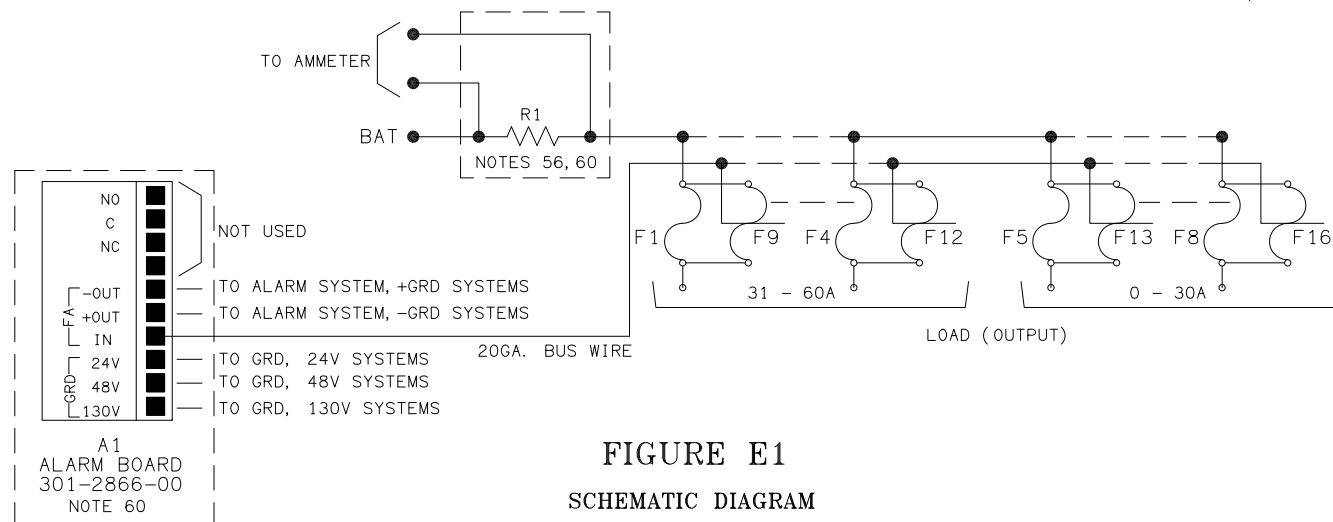 TO AMMETER
R1
BAT
NOTES 56,60
NO
C
NC
NOT USED
F1
F9
F4
F12
F5
F13
F8
F16
-OUT
TO ALARM SYSTEM, +GRD SYSTEMS
FA
+OUT
TO ALARM SYSTEM, -GRD SYSTEMS
31 - 60A
0 - 30A
IN
20GA. BUS WIRE
LOAD (OUTPUT)
24V
TO GRD, 24V SYSTEMS
GRD
48V
TO GRD, 48V SYSTEMS
130V
TO GRD, 130V SYSTEMS
A1
ALARM BOARD
301-2866-00
NOTE 60
FIGURE E1
SCHEMATIC DIAGRAM